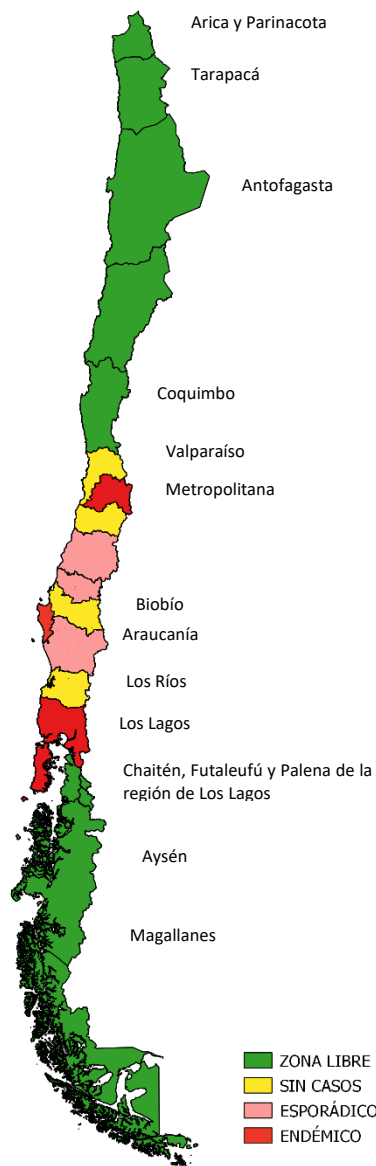 Arica y Parinacota
Tarapacá
Antofagasta
Coquimbo
Valparaíso
Metropolitana
Biobío
Araucanía
Los Ríos
Los Lagos
Chaitén, Futaleufú y Palena de la
región de Los Lagos
Aysén
Magallanes
ZONA LIBRE
SIN CASOS
ESPORÁDICO
ENDÉMICO